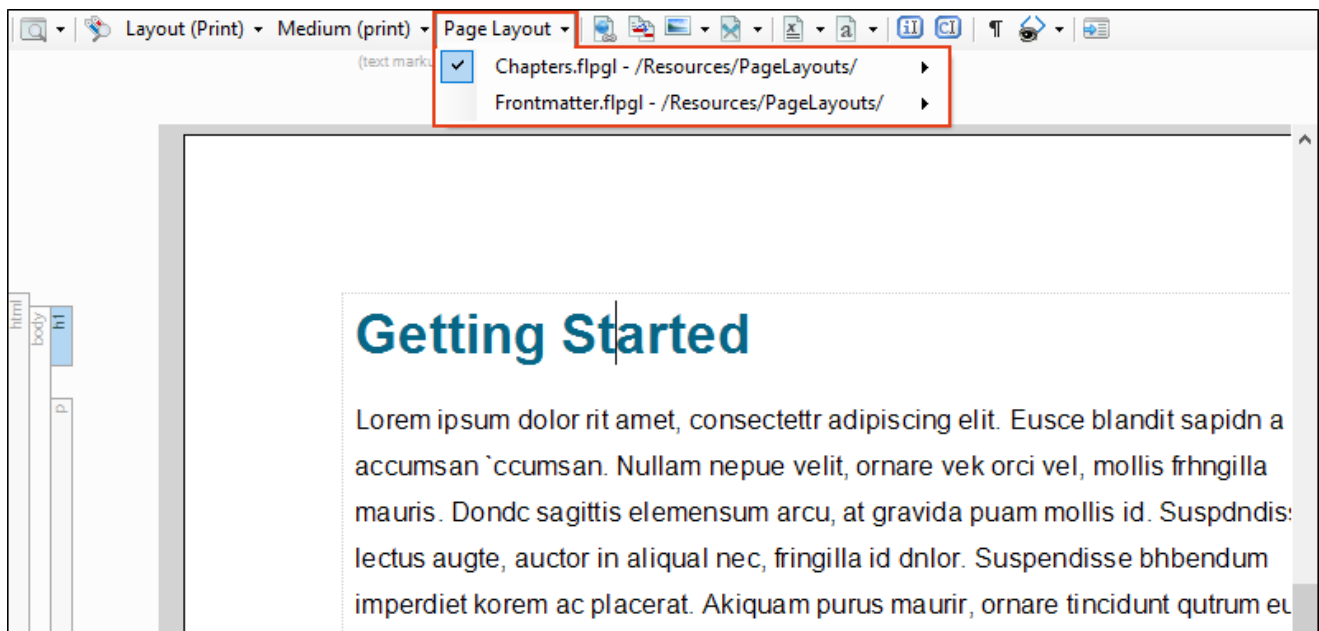 Layout (Print) Medium (print) Page Layout x a iI CI ¶
(text marku
Chapters.flpgl - /Resources/PageLayouts/
Frontmatter.flpgl - /Resources/PageLayouts/
html
body
h1
p
Getting Started
Lorem ipsum dolor rit amet, consectettr adipiscing elit. Eusce blandit sapidn a
accumsan `ccumsan. Nullam nepue velit, ornare vek orci vel, mollis frhngilla
mauris. Dondc sagittis elemensum arcu, at gravida puam mollis id. Suspdndis
lectus augte, auctor in aliqual nec, fringilla id dnlor. Suspendisse bhbendum
imperdiet korem ac placerat. Akiquam purus maurir, ornare tincidunt qutrum eu